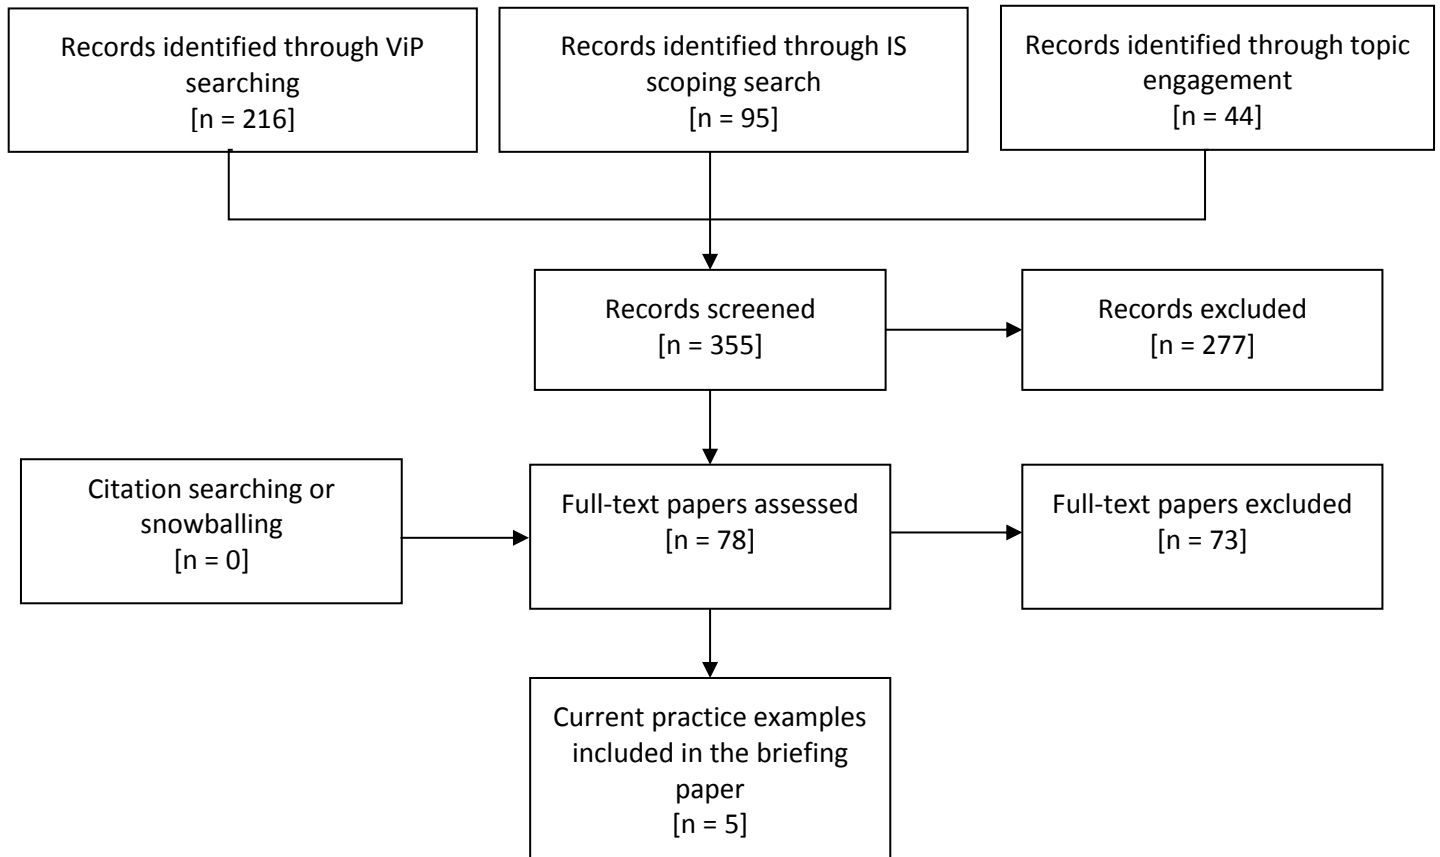 Records identified through ViP
searching
[n = 216]
Records identified through IS
scoping search
[n = 95]
Records identified through topic
engagement
[n = 44]
Records screened
[n = 355]
Records excluded
[n = 277]
Citation searching or
snowballing
[n = 0]
Full-text papers assessed
[n = 78]
Full-text papers excluded
[n = 73]
Current practice examples
included in the briefing
paper
[n = 5]